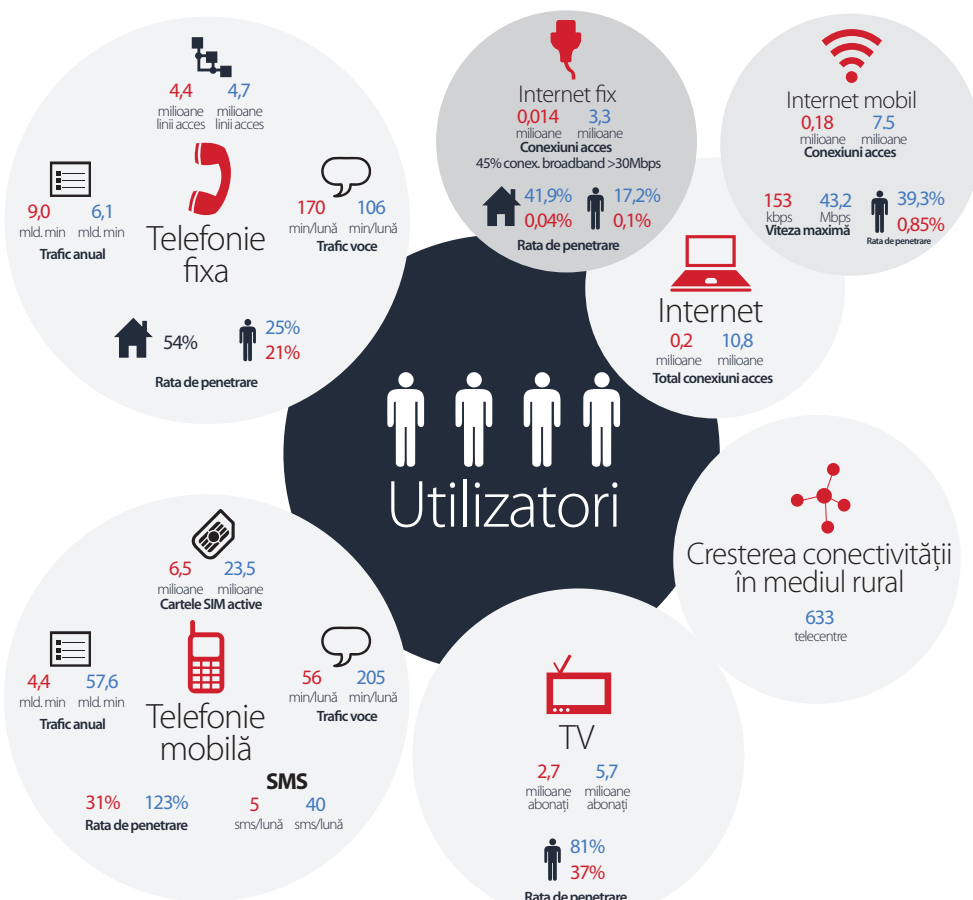 4,4 4,7
milioane milioane
linii acces linii acces
9,0 6,1
mld. min mld. min
Trafic anual
170 106
min/lună min/lună
Trafic voce
Telefonie
fixa
54%
25%
21%
Rata de penetrare
Internet fix
0,014 3,3
milioane milioane
Conexiuni acces
45% conex. broadband >30Mbps
41,9% 17,2%
0,04% 0,1%
Rata de penetrare
Internet mobil
0,18 7.5
milioane milioane
Conexiuni acces
153 43,2
kbps Mbps
Viteza maximă
39,3%
0,85%
Rata de penetrare
Internet
0,2 10,8
milioane milioane
Total conexiuni acces
Utilizatori
Cresterea conectivității
în mediul rural
633
telecentre
6,5 23,5
milioane milioane
Cartele SIM active
4,4 57,6
mld. min mld. min
Trafic anual
56 205
min/lună min/lună
Trafic voce
Telefonie
mobilă
31% 123%
Rata de penetrare
SMS
5 40
sms/lună sms/lună
TV
2,7 5,7
milioane milioane
abonați abonați
81%
37%
Rata de penetrare